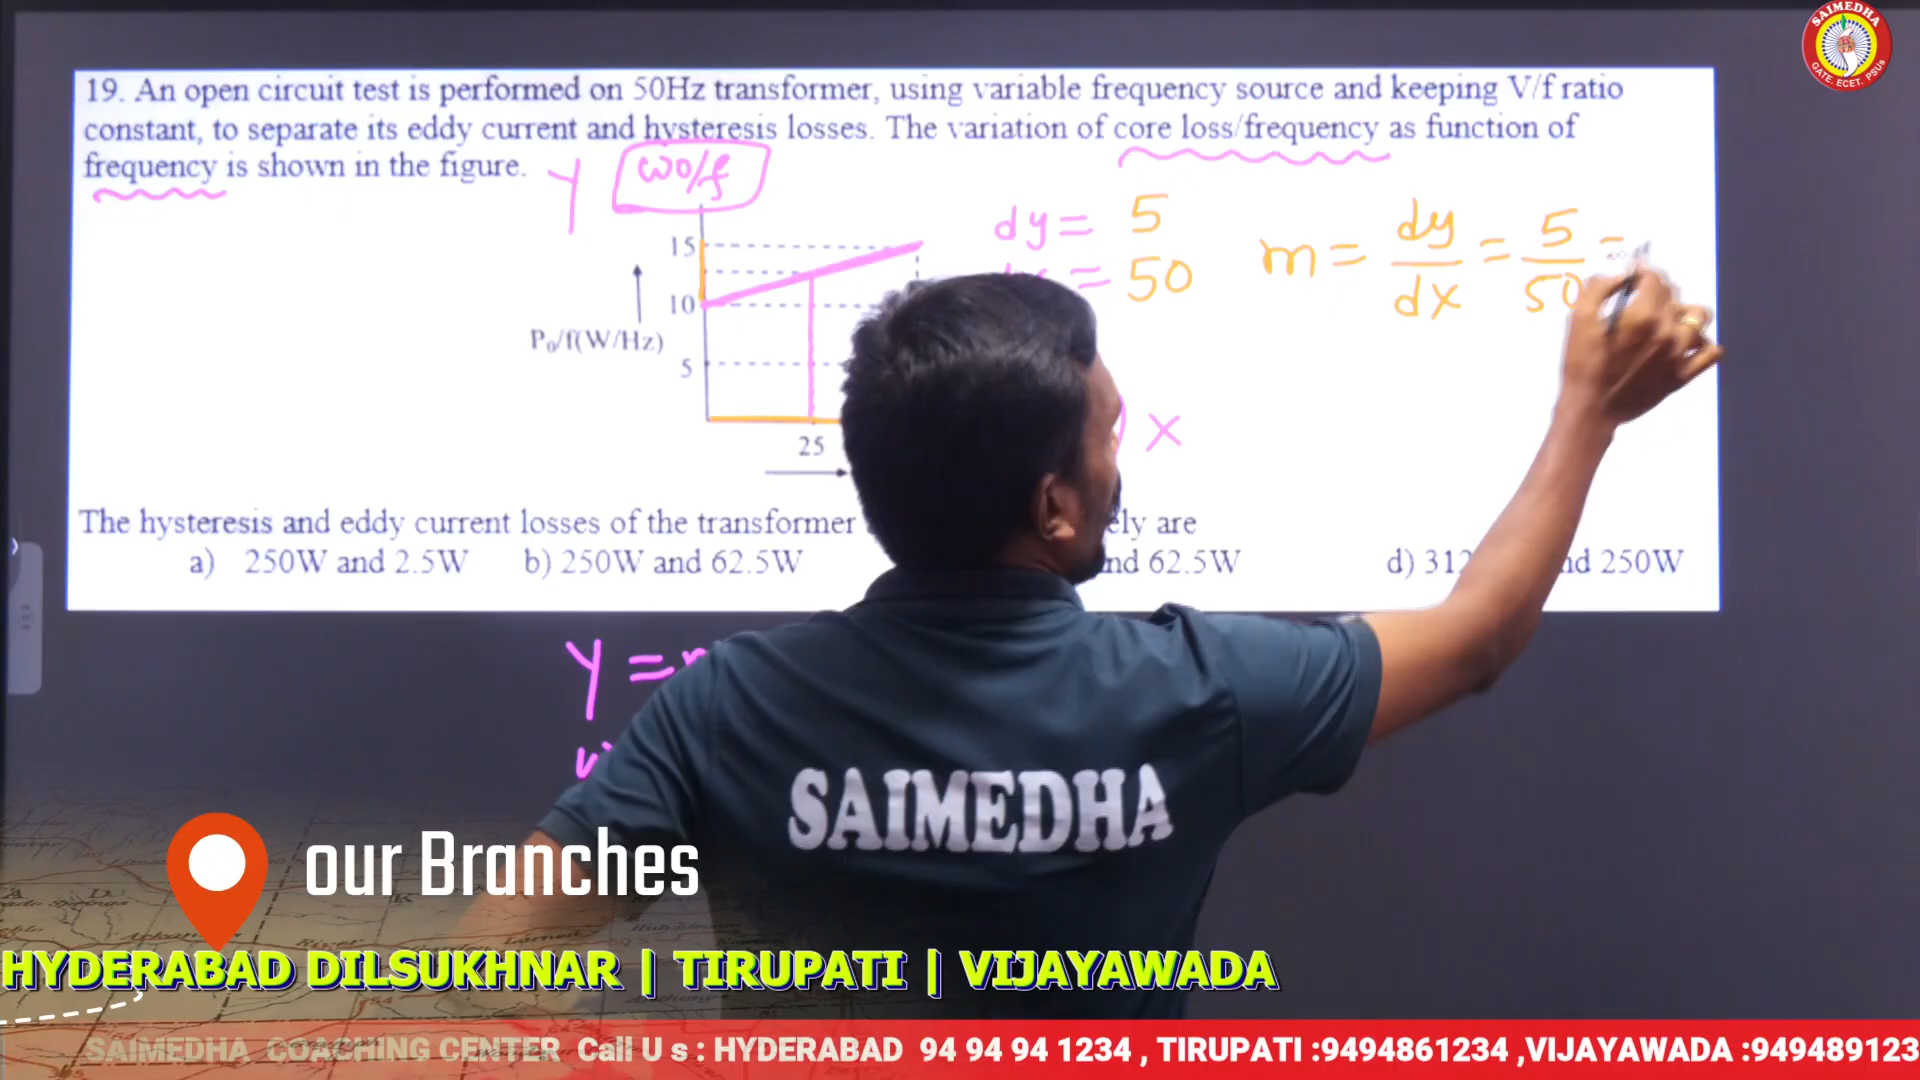 SAIMEDHA
GATE. ECET. PSUs
19. An open circuit test is performed on 50Hz transformer, using variable frequency source and keeping V/f ratio
constant, to separate its eddy current and hysteresis losses. The variation of core loss/frequency as function of
frequency is shown in the figure.
Y
wo/f
15
10
5
P₀/f(W/Hz)
25
x
dy = 5
= 50
m = dy/dx = 5/50 =
The hysteresis and eddy current losses of the transformer ely are
a) 250W and 2.5W b) 250W and 62.5W nd 62.5W d) 31 nd 250W
Y =
SAIMEDHA
our Branches
HYDERABAD DILSUKHNAR | TIRUPATI | VIJAYAWADA
SAIMEDHA COACHING CENTER Call U s : HYDERABAD 94 94 94 1234 , TIRUPATI :9494861234 ,VIJAYAWADA :949489123